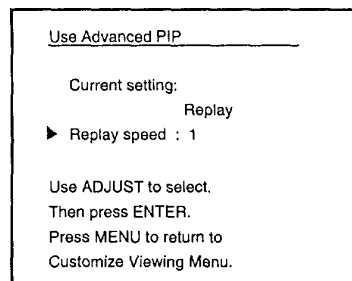 Use Advanced PIP
Current setting:
Replay
▶ Replay speed : 1
Use ADJUST to select.
Then press ENTER.
Press MENU to return to
Customize Viewing Menu.